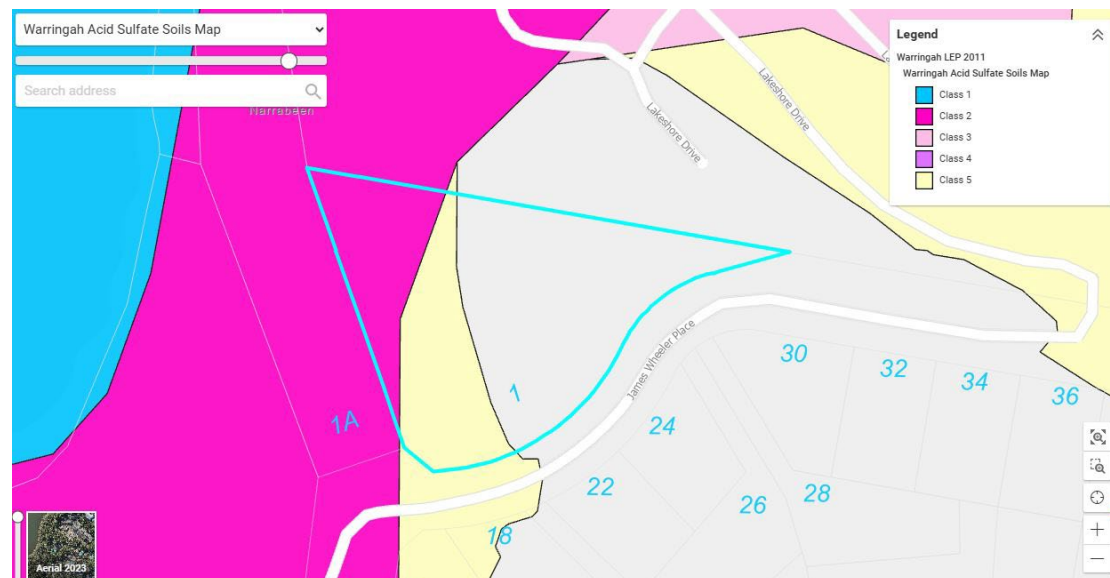 Warringah Acid Sulfate Soils Map
Search address
Narrabeen
Legend
Warringah LEP 2011
Warringah Acid Sulfate Soils Map
Class 1
Class 2
Class 3
Class 4
Class 5
Lakeshore Drive
Lakeshore Drive
James Wheeler Place
1
1A
30
32
34
36
24
22
26
28
18
Aerial 2023